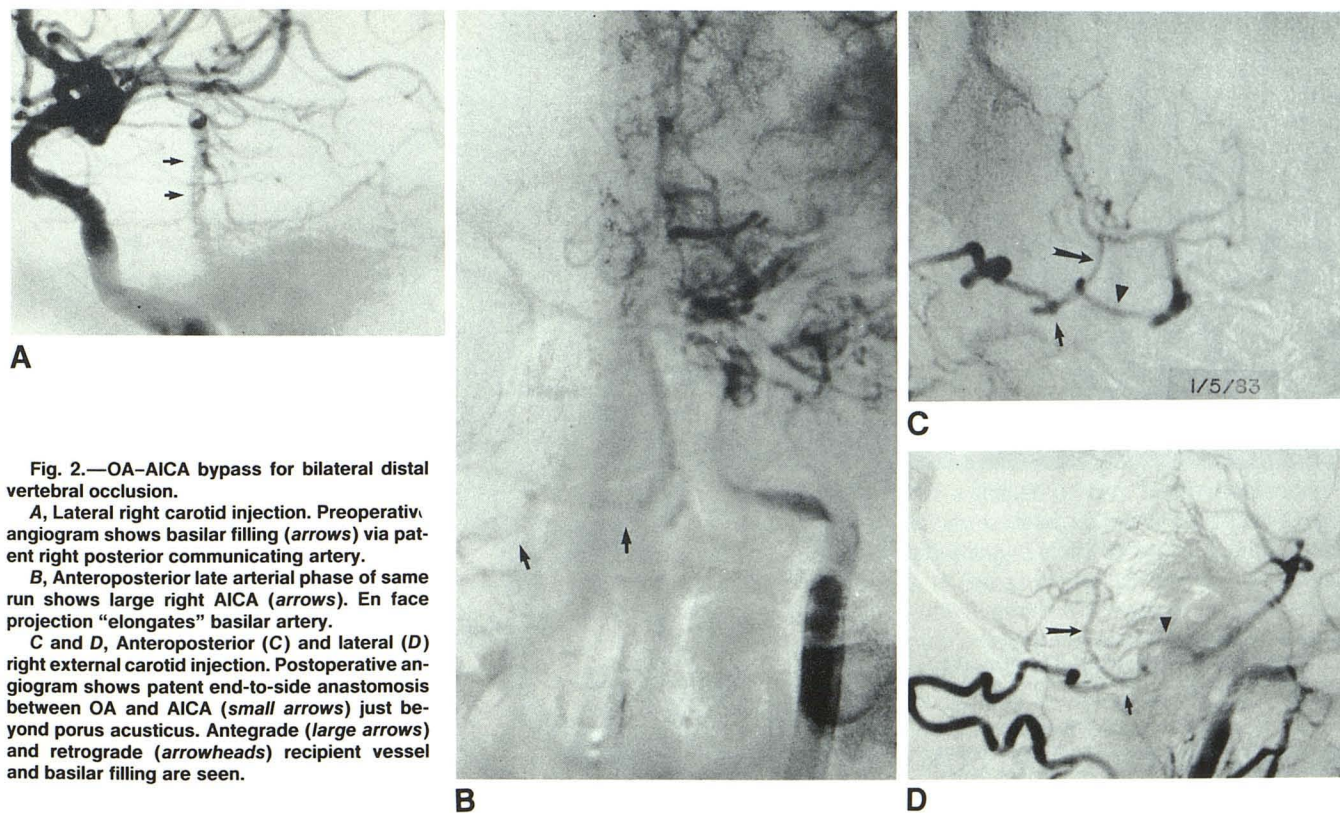 A
B
1/5/83
C
D
Fig. 2.—OA–AICA bypass for bilateral distal
vertebral occlusion.
A, Lateral right carotid injection. Preoperative
angiogram shows basilar filling (arrows) via pat-
ent right posterior communicating artery.
B, Anteroposterior late arterial phase of same
run shows large right AICA (arrows). En face
projection “elongates” basilar artery.
C and D, Anteroposterior (C) and lateral (D)
right external carotid injection. Postoperative an-
giogram shows patent end-to-side anastomosis
between OA and AICA (small arrows) just be-
yond porus acusticus. Antegrade (large arrows)
and retrograde (arrowheads) recipient vessel
and basilar filling are seen.